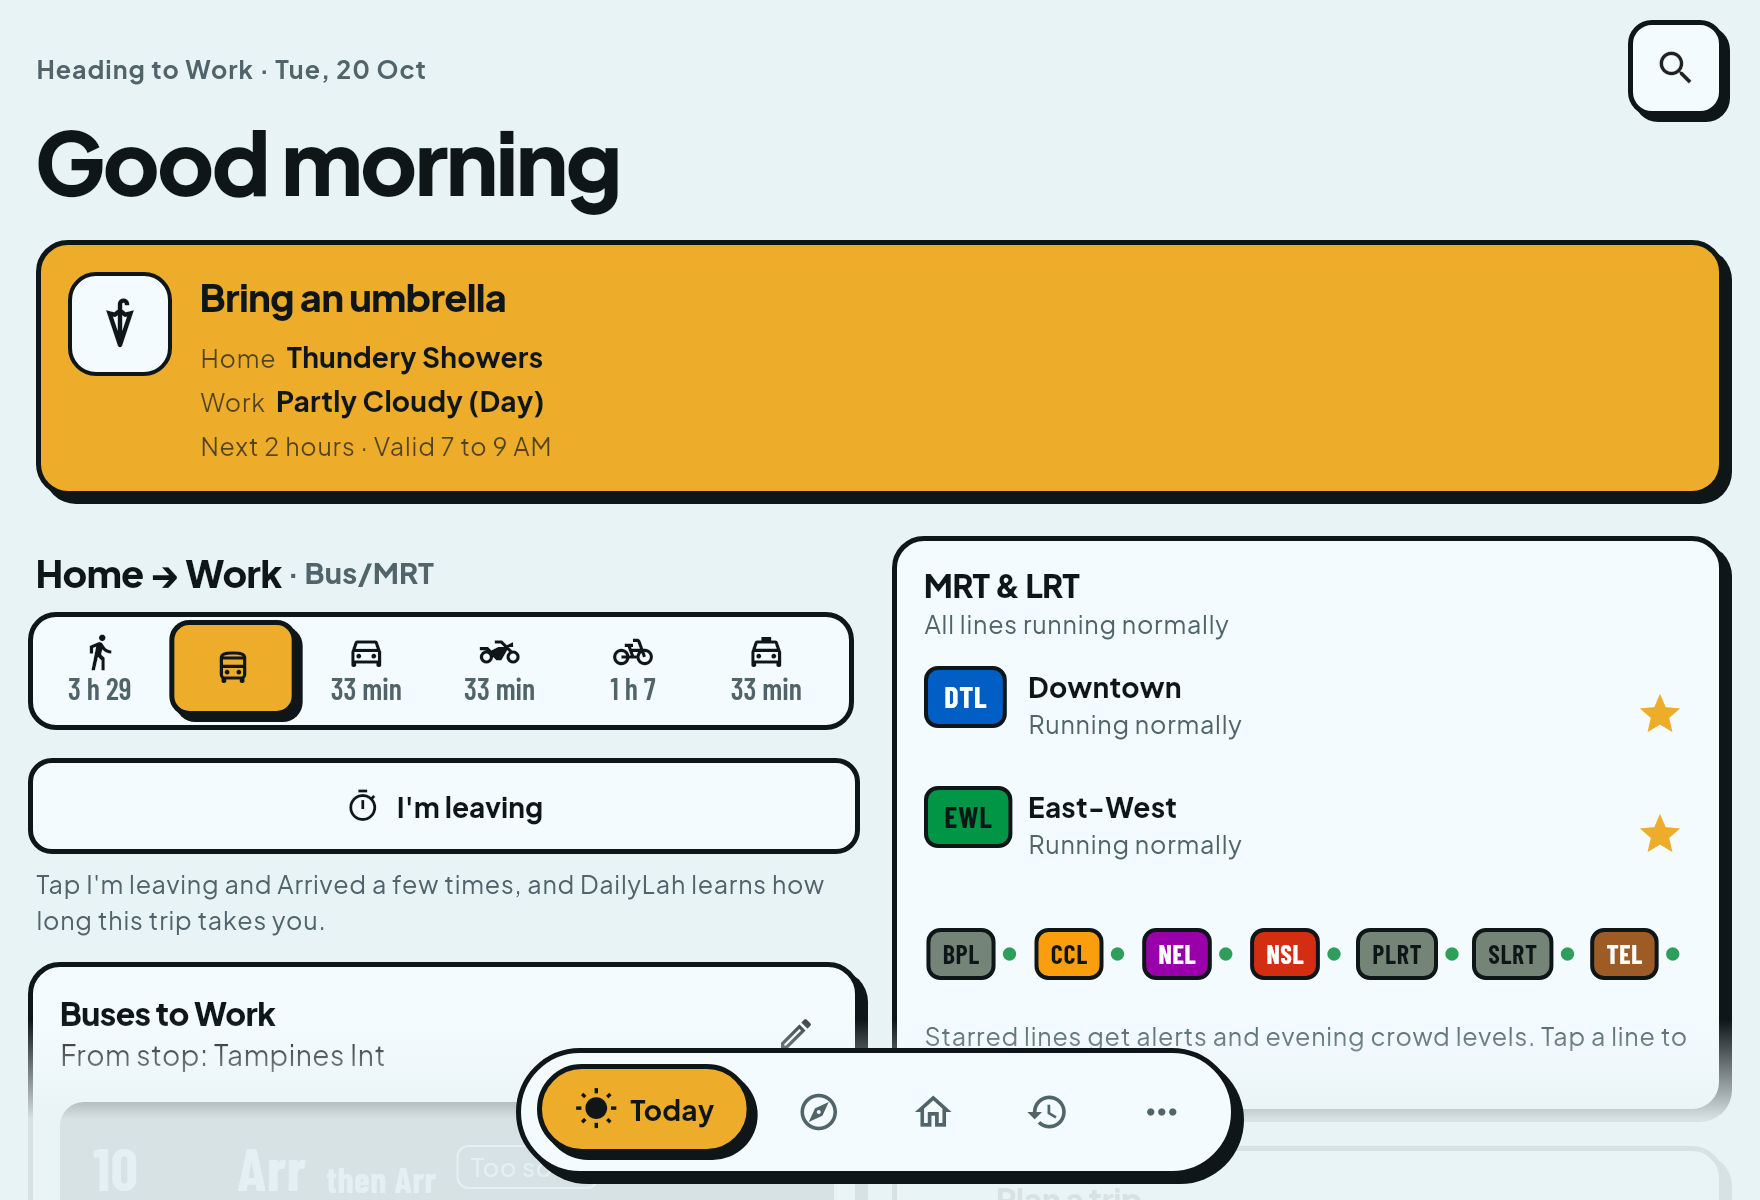 Heading to Work · Tue, 20 Oct
Good morning
Bring an umbrella
Home Thundery Showers
Work Partly Cloudy (Day)
Next 2 hours · Valid 7 to 9 AM
Home → Work · Bus/MRT
3 h 29
33 min
33 min
1 h 7
33 min
I'm leaving
Tap I'm leaving and Arrived a few times, and DailyLah learns how
long this trip takes you.
Buses to Work
From stop: Tampines Int
10 Arr then Arr Too
MRT & LRT
All lines running normally
DTL Downtown
Running normally
EWL East-West
Running normally
BPL CCL NEL NSL PLRT SLRT TEL
Starred lines get alerts and evening crowd levels. Tap a line to
Plan a trip
Today